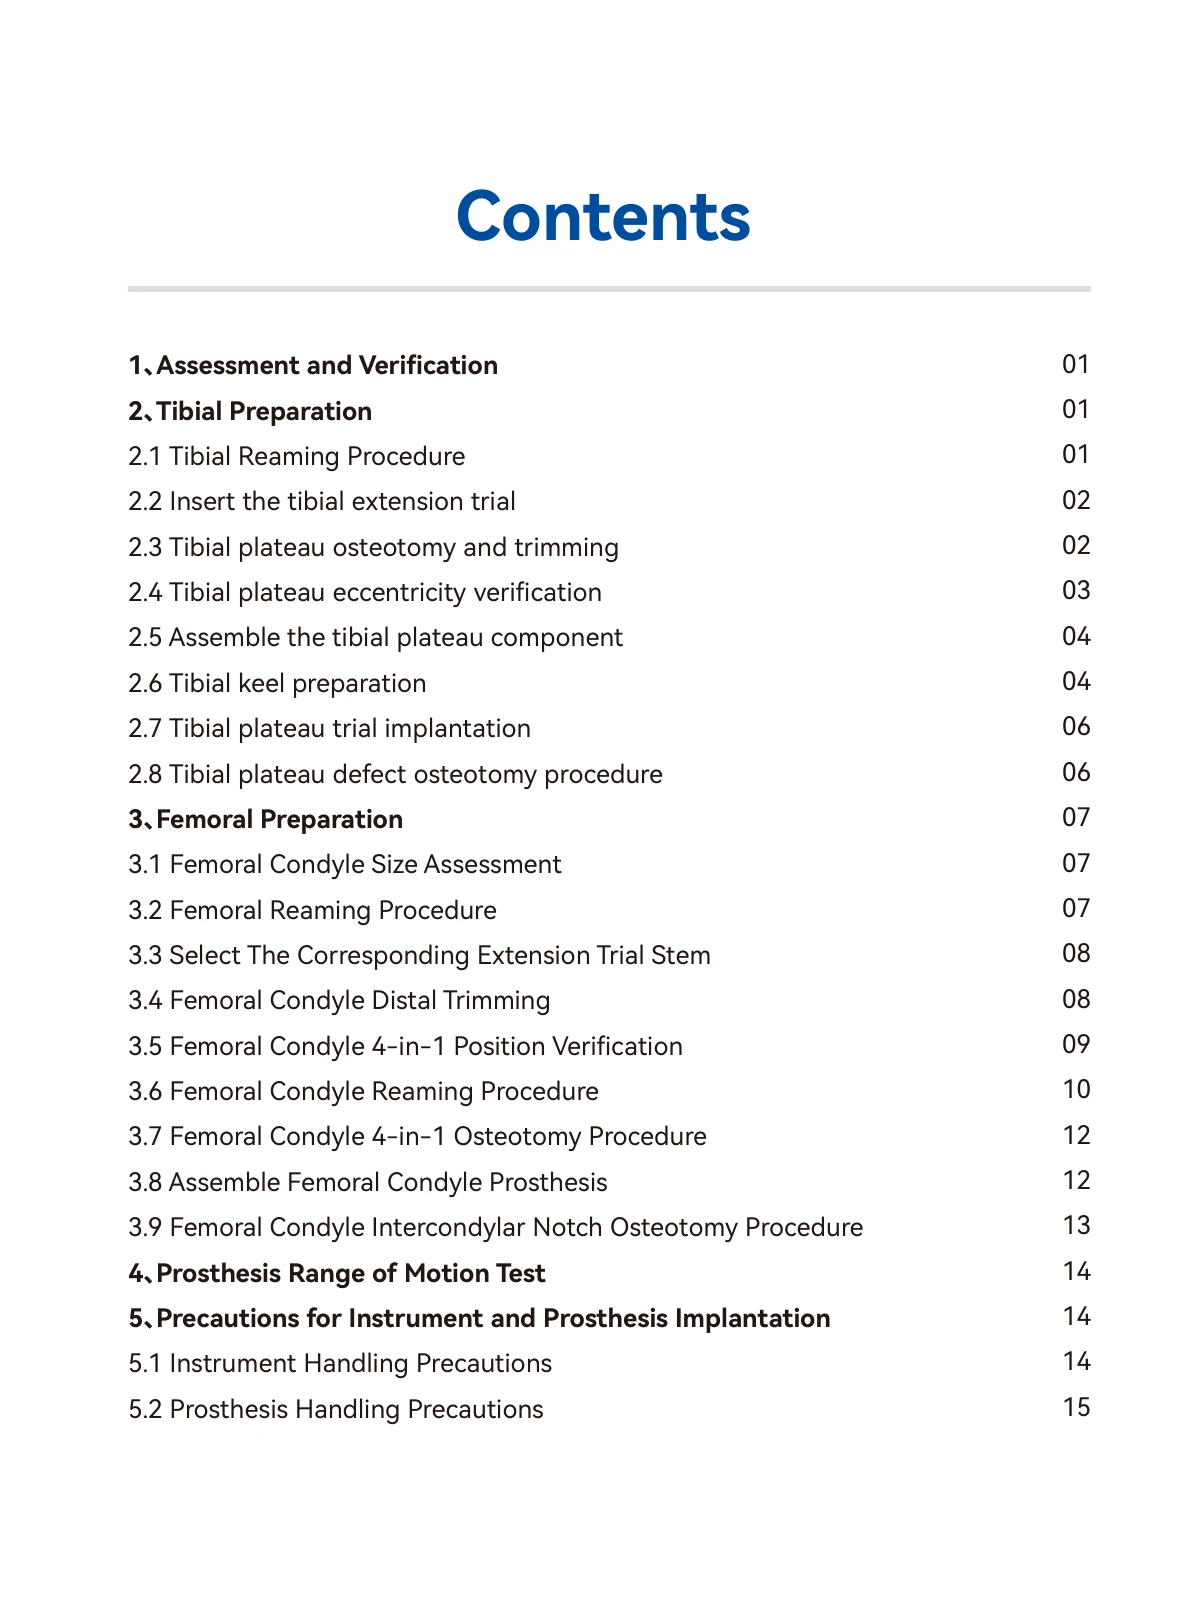 Contents
1、Assessment and Verification 01
2、Tibial Preparation 01
2.1 Tibial Reaming Procedure 01
2.2 Insert the tibial extension trial 02
2.3 Tibial plateau osteotomy and trimming 02
2.4 Tibial plateau eccentricity verification 03
2.5 Assemble the tibial plateau component 04
2.6 Tibial keel preparation 04
2.7 Tibial plateau trial implantation 06
2.8 Tibial plateau defect osteotomy procedure 06
3、Femoral Preparation 07
3.1 Femoral Condyle Size Assessment 07
3.2 Femoral Reaming Procedure 07
3.3 Select The Corresponding Extension Trial Stem 08
3.4 Femoral Condyle Distal Trimming 08
3.5 Femoral Condyle 4-in-1 Position Verification 09
3.6 Femoral Condyle Reaming Procedure 10
3.7 Femoral Condyle 4-in-1 Osteotomy Procedure 12
3.8 Assemble Femoral Condyle Prosthesis 12
3.9 Femoral Condyle Intercondylar Notch Osteotomy Procedure 13
4、Prosthesis Range of Motion Test 14
5、Precautions for Instrument and Prosthesis Implantation 14
5.1 Instrument Handling Precautions 14
5.2 Prosthesis Handling Precautions 15